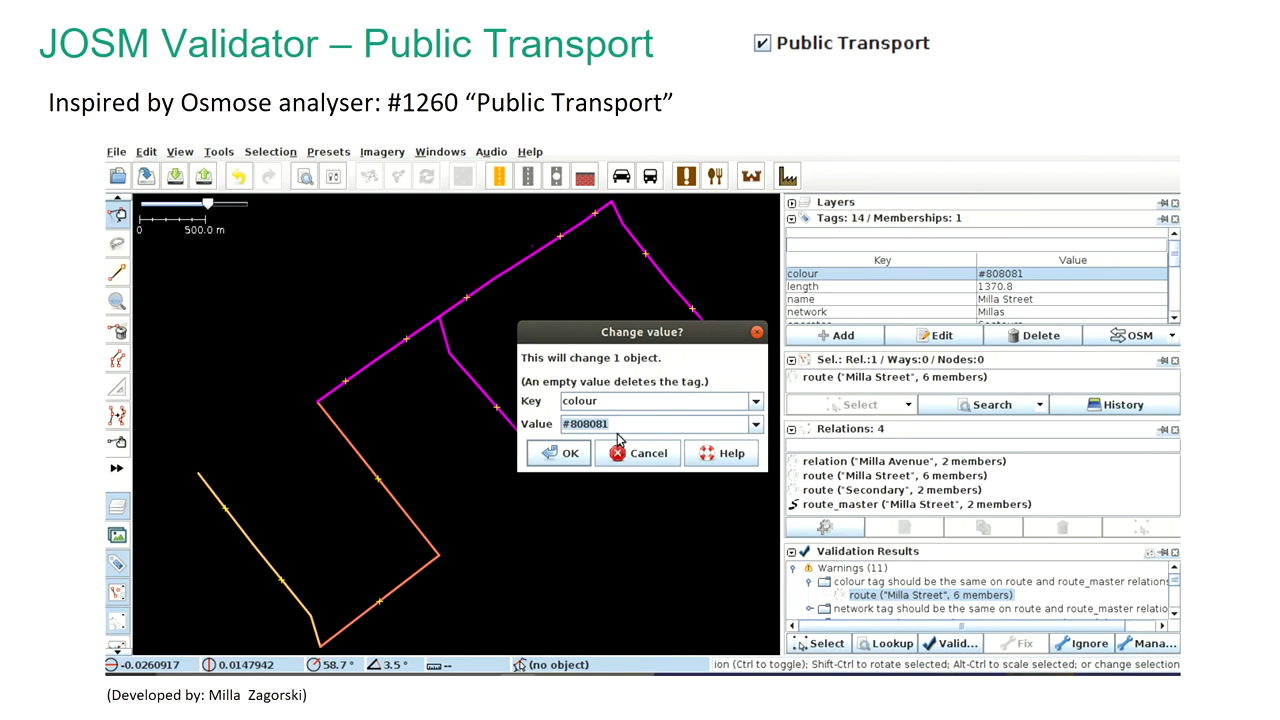 JOSM Validator – Public Transport
Public Transport
Inspired by Osmose analyser: #1260 “Public Transport”
File Edit View Tools Selection Presets Imagery Windows Audio Help
0 500.0 m
Layers
Tags: 14 / Memberships: 1
Key Value
colour #808081
length 1370.8
name Milla Street
network Millas
Add Edit Delete OSM
Sel.: Rel.:1 / Ways:0 / Nodes:0
route ("Milla Street", 6 members)
Select Search History
Relations: 4
relation ("Milla Avenue", 2 members)
route ("Milla Street", 6 members)
route ("Secondary", 2 members)
route_master ("Milla Street", 2 members)
Validation Results
Warnings (11)
colour tag should be the same on route and route_master relation
route ("Milla Street", 6 members)
network tag should be the same on route and route_master relatio
Select Lookup Valid... Fix Ignore Mana...
Change value?
This will change 1 object.
(An empty value deletes the tag.)
Key colour
Value #808081
OK Cancel Help
-0.0260917 0.0147942 58.7 ° 3.5 ° -- (no object) ion (Ctrl to toggle); Shift-Ctrl to rotate selected; Alt-Ctrl to scale selected; or change selection
(Developed by: Milla Zagorski)